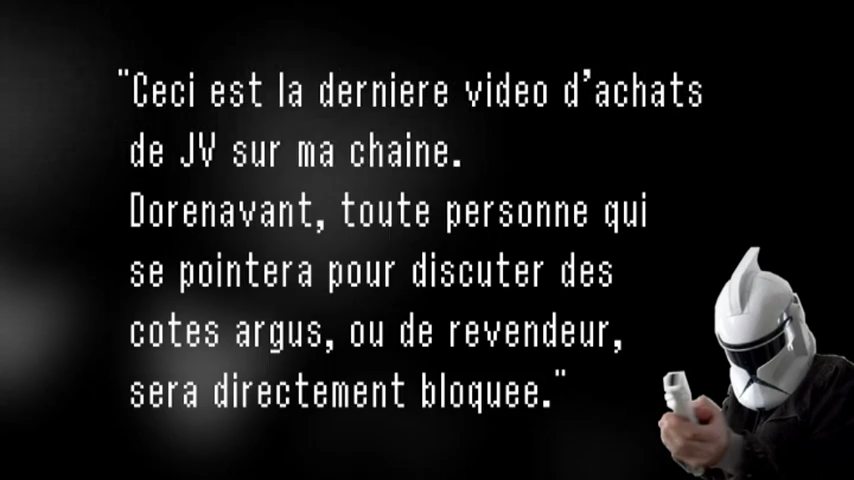 "Ceci est la derniere video d'achats
de JV sur ma chaine.
Dorenavant, toute personne qui
se pointera pour discuter des
cotes argus, ou de revendeur,
sera directement bloquee."